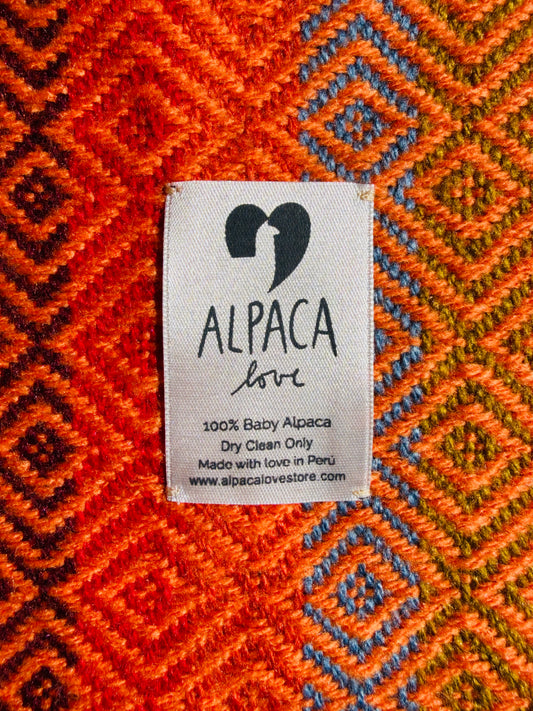 ALPACA
love
100% Baby Alpaca
Dry Clean Only
Made with love in Perú
www.alpacalovestore.com